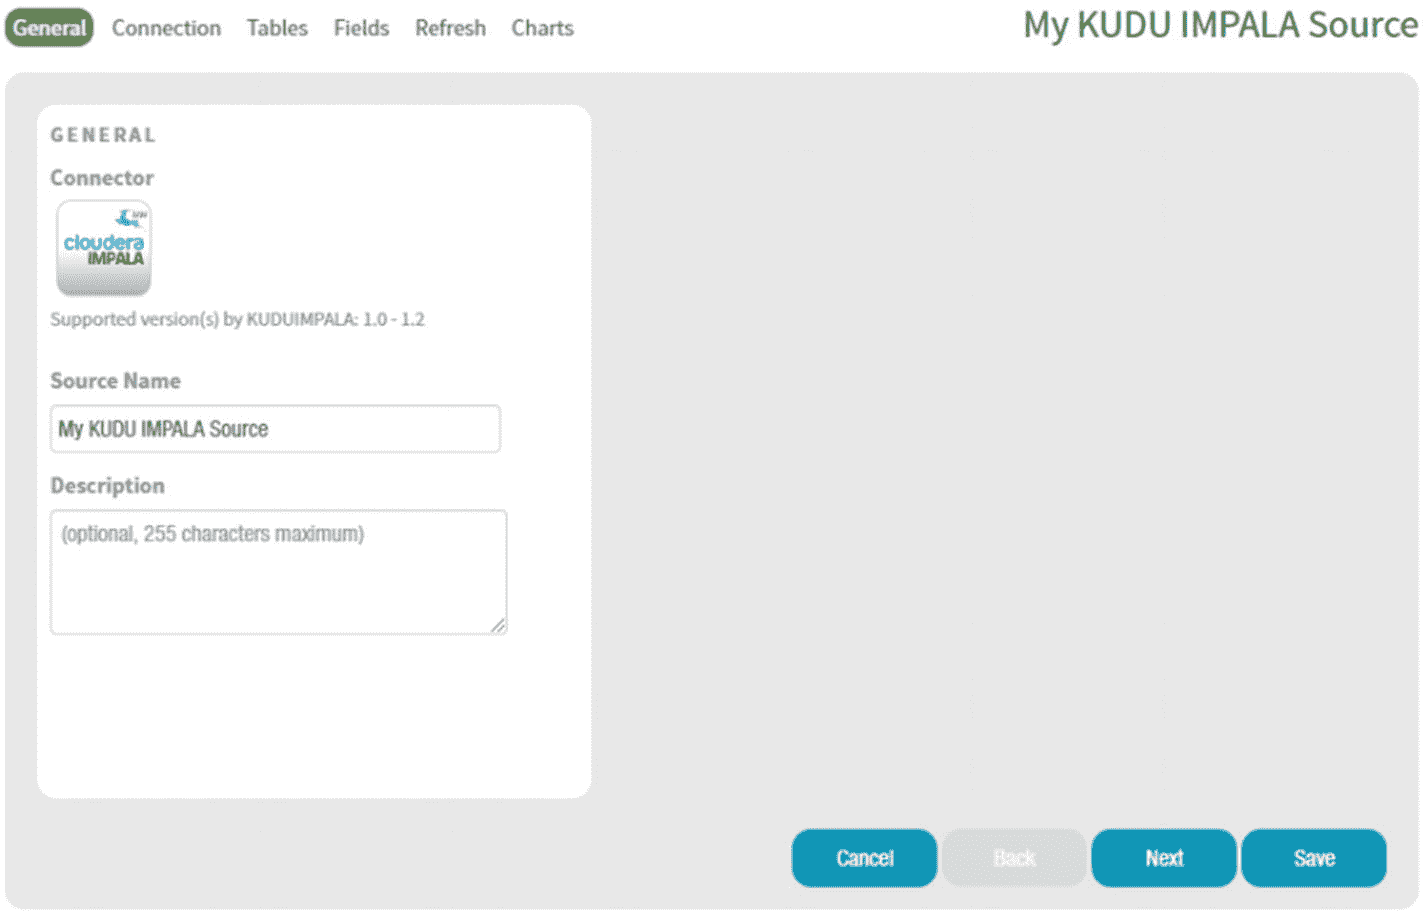 General Connection Tables Fields Refresh Charts
My KUDU IMPALA Source
GENERAL
Connector
cloudera
IMPALA
Supported version(s) by KUDUIMPALA: 1.0 - 1.2
Source Name
My KUDU IMPALA Source
Description
(optional, 255 characters maximum)
Cancel Back Next Save